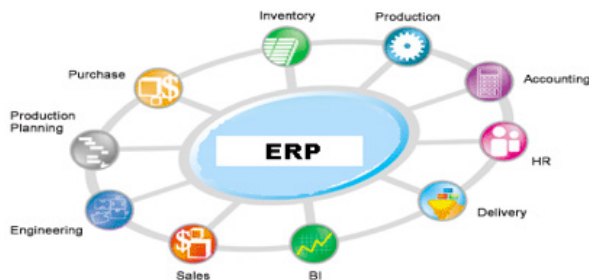 Inventory
Production
Purchase
Accounting
Production
Planning
ERP
HR
Engineering
Delivery
Sales
BI